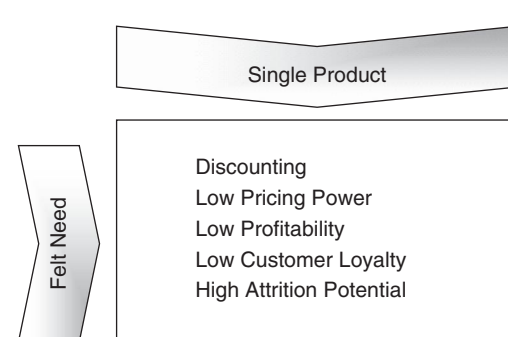 Single Product
Discounting
Low Pricing Power
Low Profitability
Low Customer Loyalty
High Attrition Potential
Felt Need